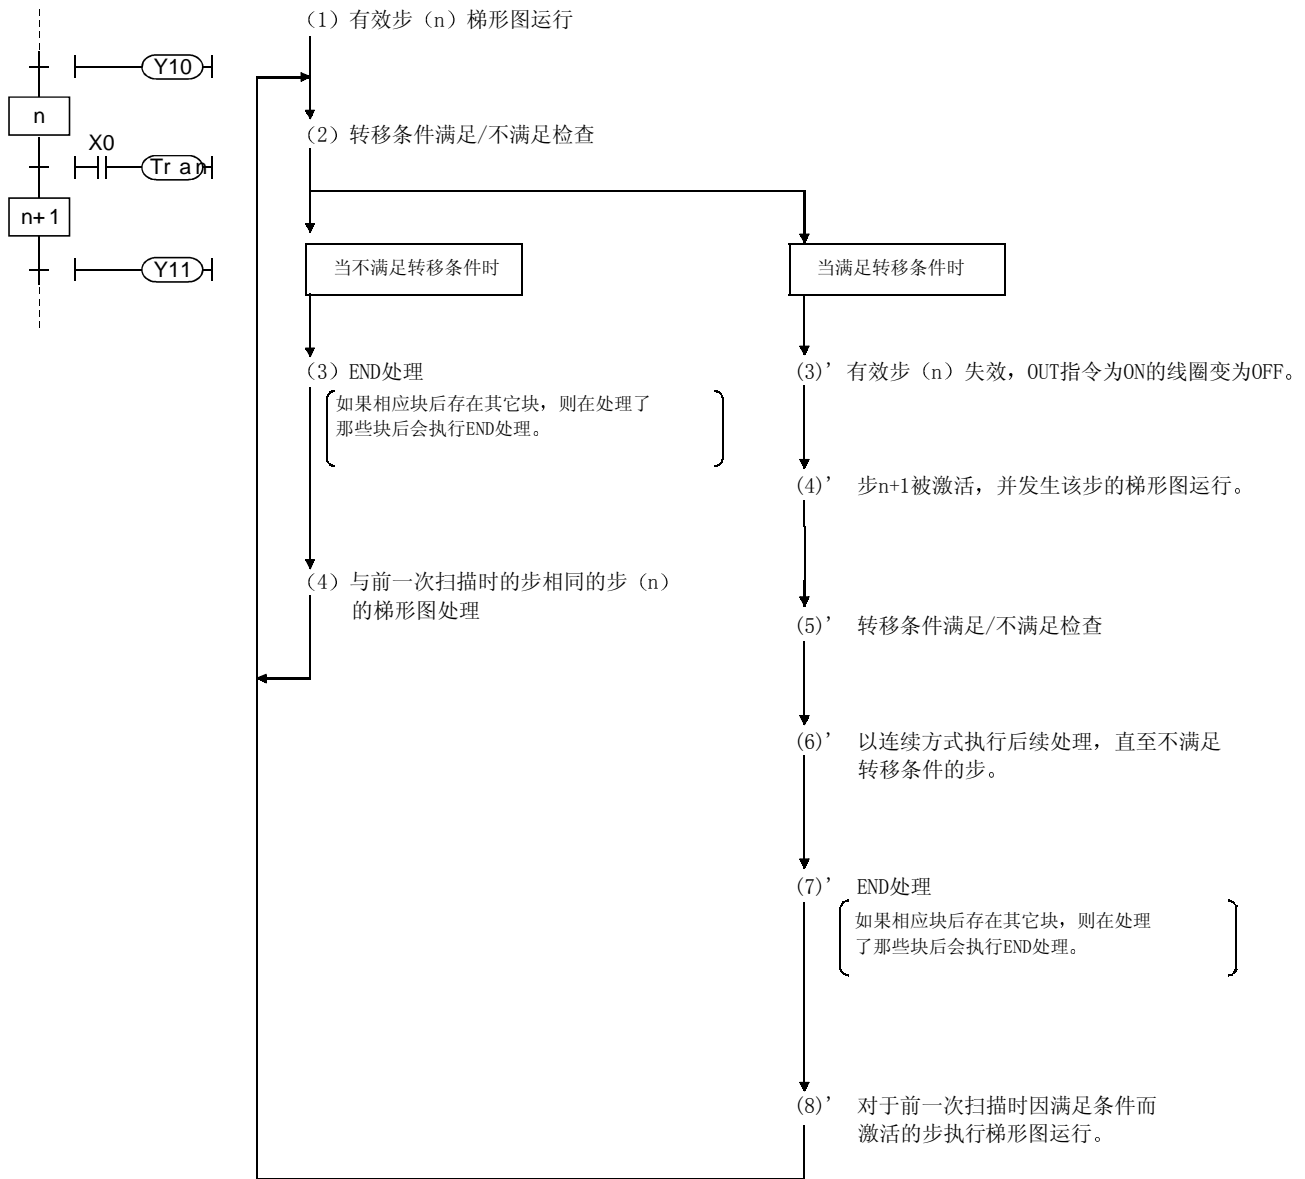 (1) 有效步（n）梯形图运行
Y10
n
X0
Tran
n+1
Y11
(2) 转移条件满足/不满足检查
当不满足转移条件时
当满足转移条件时
(3) END处理
如果相应块后存在其它块，则在处理了
那些块后会执行END处理。
(4) 与前一次扫描时的步相同的步（n）
的梯形图处理
(3)’ 有效步（n）失效，OUT指令为ON的线圈变为OFF。
(4)’ 步n+1被激活，并发生该步的梯形图运行。
(5)’ 转移条件满足/不满足检查
(6)’ 以连续方式执行后续处理，直至不满足
转移条件的步。
(7)’ END处理
如果相应块后存在其它块，则在处理
了那些块后会执行END处理。
(8)’ 对于前一次扫描时因满足条件而
激活的步执行梯形图运行。